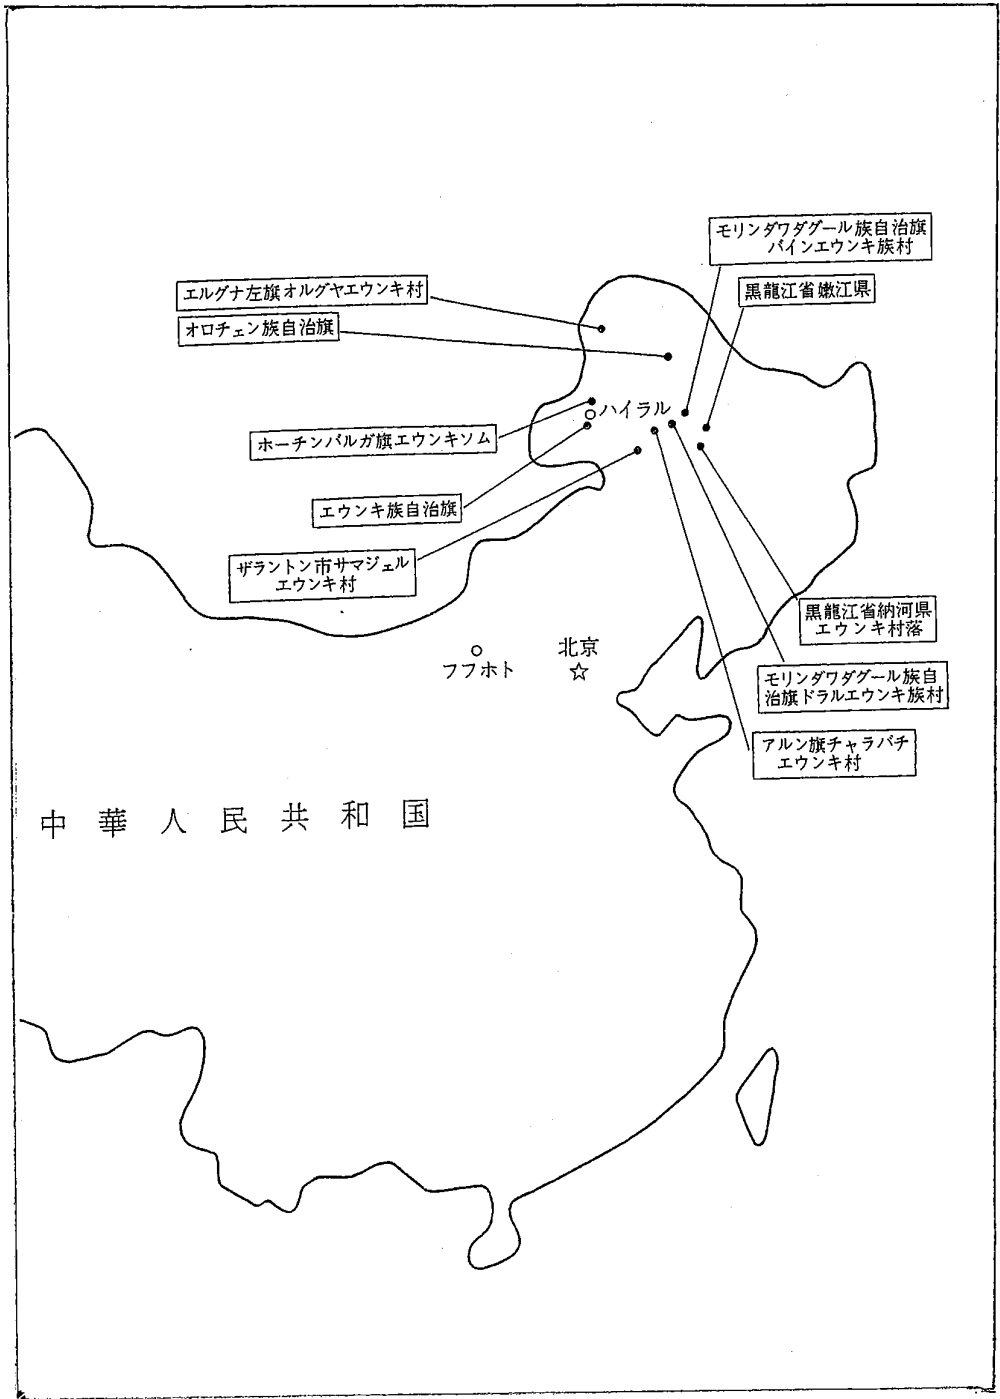 モリンダワダグール族自治旗
バインエウンキ族村
エルグナ左旗オルグヤエウンキ村
黒龍江省嫩江県
オロチェン族自治旗
ハイラル
ホーチンバルガ旗エウンキソム
エウンキ族自治旗
ザラントン市サマジェル
エウンキ村
黒龍江省納河県
エウンキ村落
フフホト
北京
モリンダワダグール族自
治旗ドラルエウンキ族村
アルン旗チャラバチ
エウンキ村
中華人民共和国